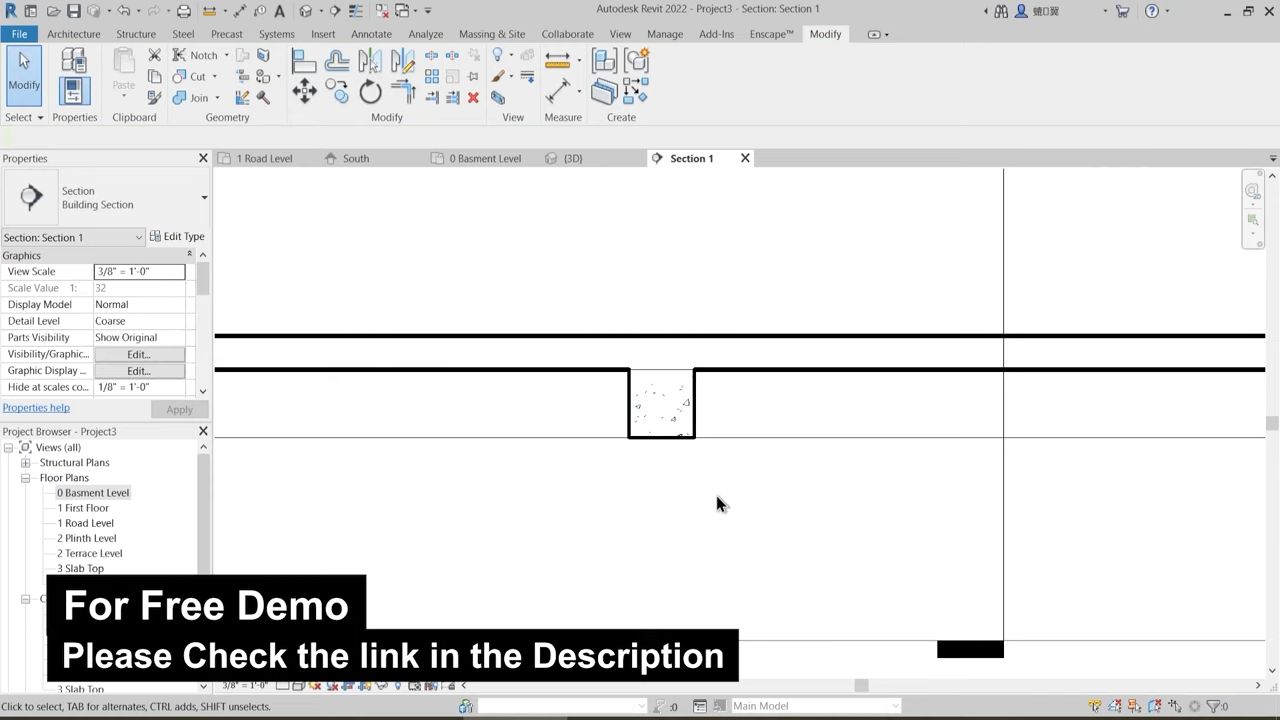 Autodesk Revit 2022 - Project3 - Section: Section 1
File Architecture Structure Steel Precast Systems Insert Annotate Analyze Massing & Site Collaborate View Manage Add-Ins Enscape™ Modify
Modify
Paste
Notch
Cut
Join
Select Properties Clipboard Geometry Modify View Measure Create
Properties
1 Road Level South 0 Basment Level {3D} Section 1
Section
Building Section
Section: Section 1 Edit Type
Graphics
View Scale 3/8" = 1'-0"
Scale Value 1: 32
Display Model Normal
Detail Level Coarse
Parts Visibility Show Original
Visibility/Graphic... Edit...
Graphic Display ... Edit...
Hide at scales co... 1/8" = 1'-0"
Properties help Apply
Project Browser - Project3
Views (all)
Structural Plans
Floor Plans
0 Basment Level
1 First Floor
1 Road Level
2 Plinth Level
2 Terrace Level
3 Slab Top
For Free Demo
Please Check the link in the Description
3 Slab Top
3/8" = 1'-0"
Click to select, TAB for alternates, CTRL adds, SHIFT unselects. :0 Main Model :0